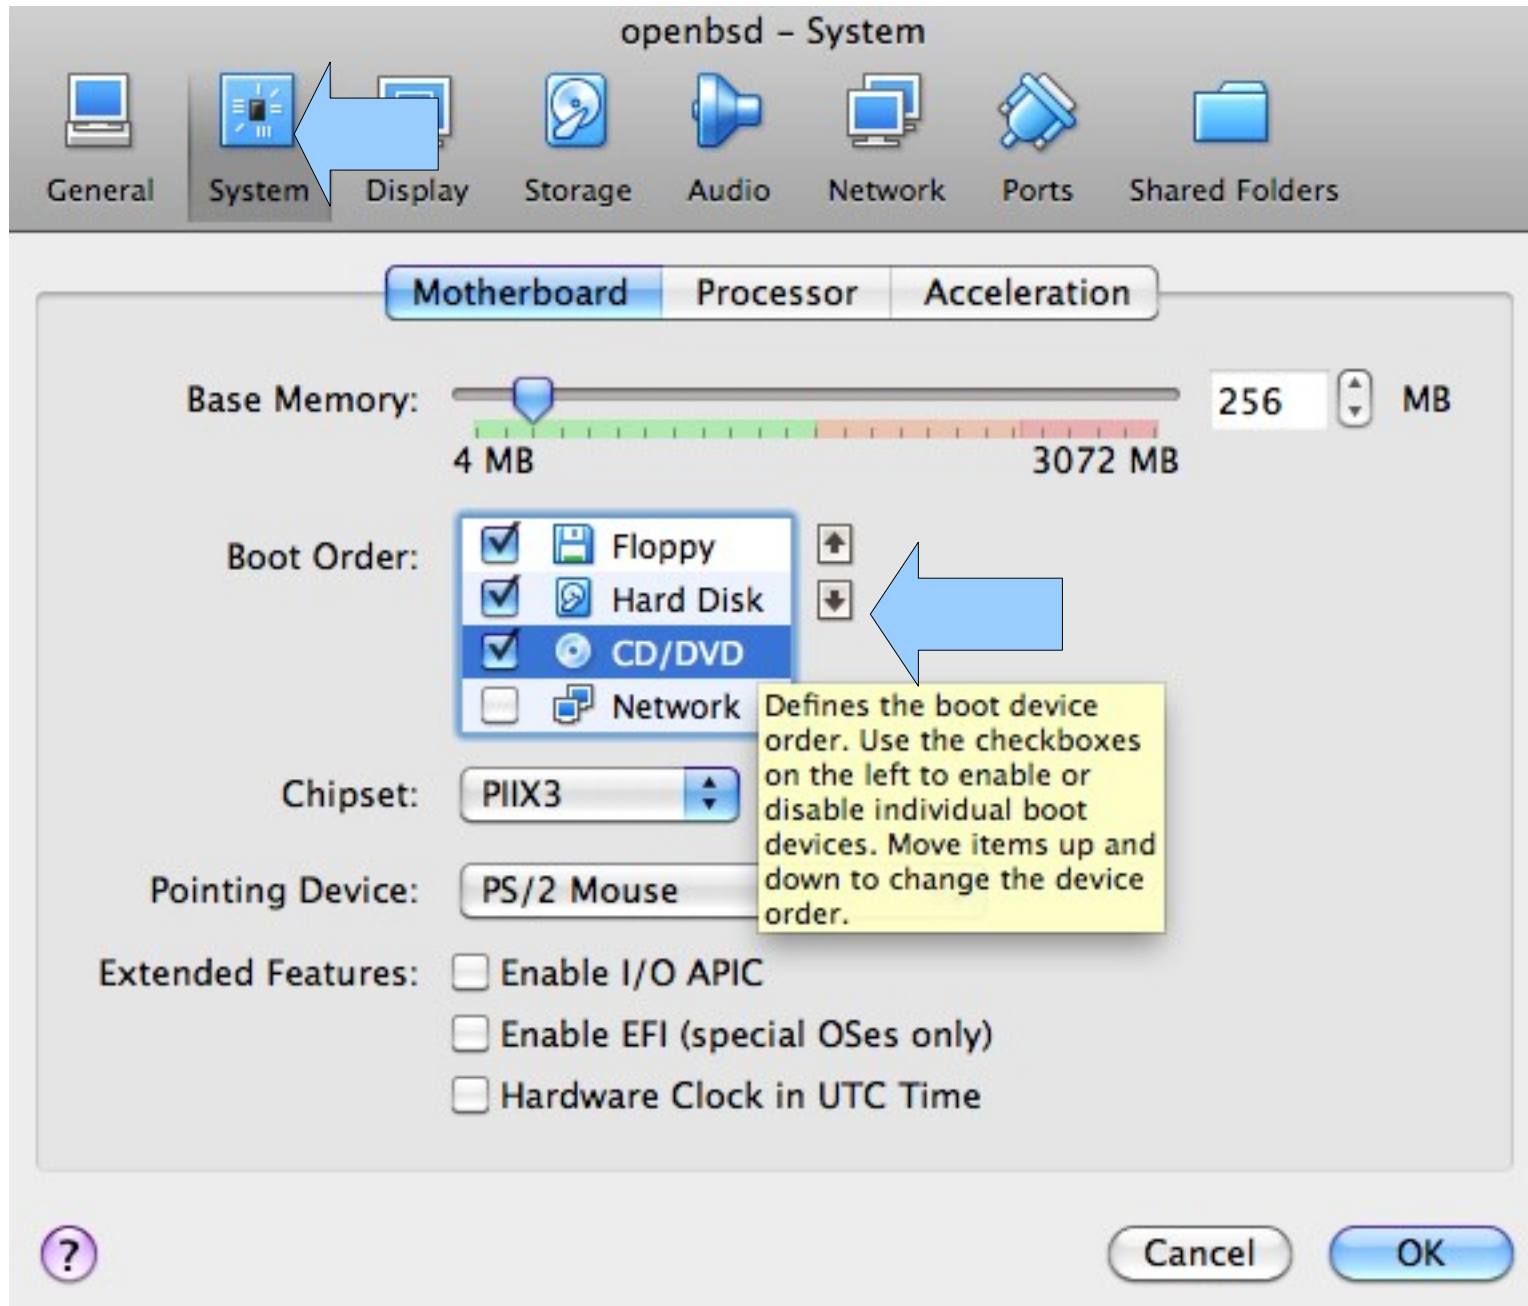 openbsd – System
General System Display Storage Audio Network Ports Shared Folders
Motherboard Processor Acceleration
Base Memory: 256 MB
4 MB 3072 MB
Boot Order: Floppy
Hard Disk
CD/DVD
Network
Defines the boot device
order. Use the checkboxes
on the left to enable or
disable individual boot
devices. Move items up and
down to change the device
order.
Chipset: PIIX3
Pointing Device: PS/2 Mouse
Extended Features: Enable I/O APIC
Enable EFI (special OSes only)
Hardware Clock in UTC Time
? Cancel OK